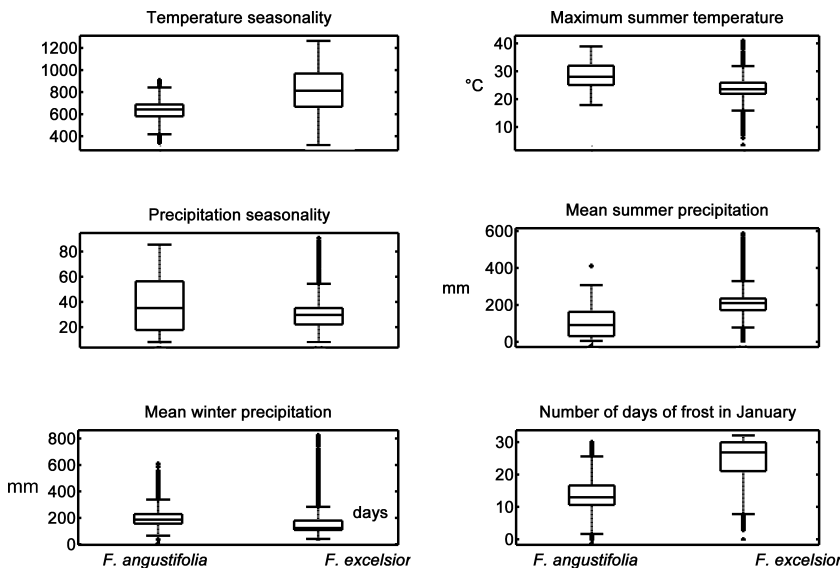 Temperature seasonality
1200
1000
800
600
400
Maximum summer temperature
40
30
°C
20
10
Precipitation seasonality
80
60
40
20
Mean summer precipitation
600
400
mm
200
0
Mean winter precipitation
800
600
mm
400
200
0
days
Number of days of frost in January
30
20
10
0
F. angustifolia F. excelsior F. angustifolia F. excelsior